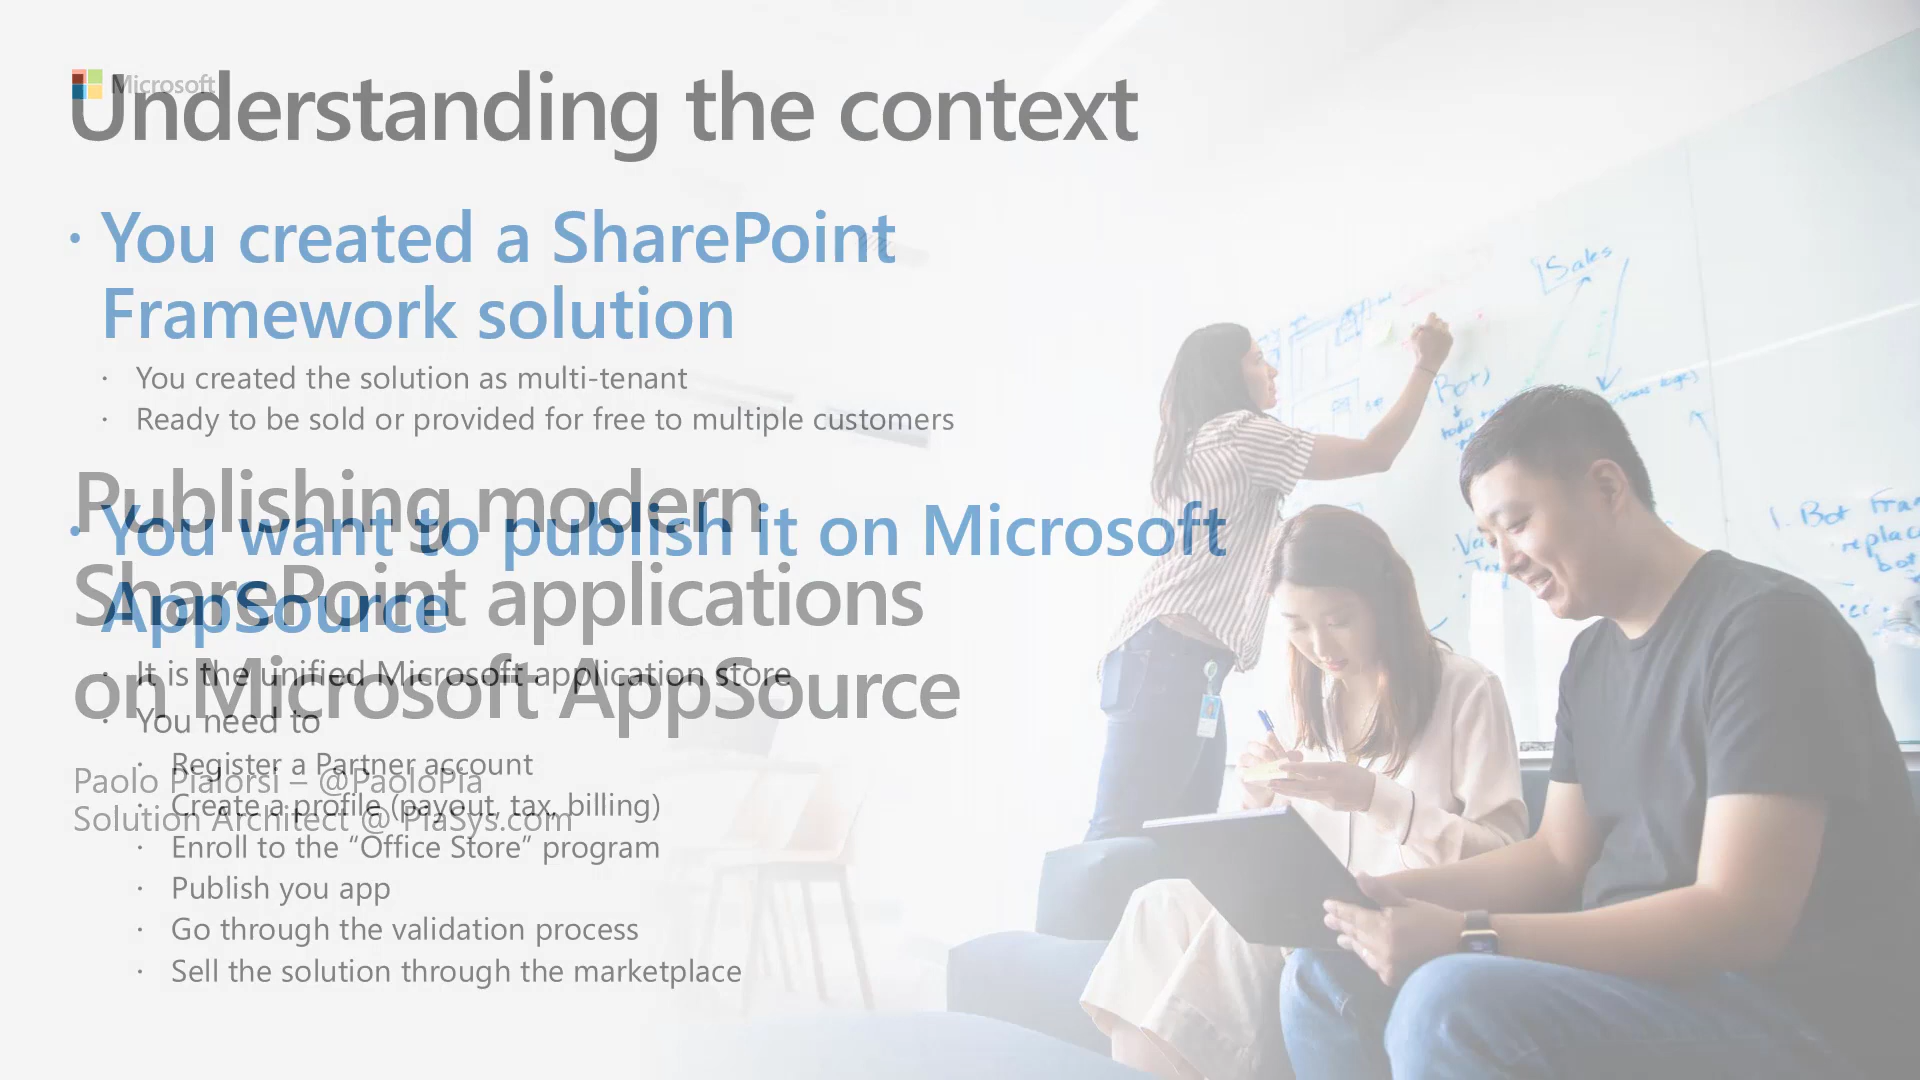 Microsoft
Understanding the context
· You created a SharePoint
Framework solution
· You created the solution as multi-tenant
· Ready to be sold or provided for free to multiple customers
Publishing modern
SharePoint applications
on Microsoft AppSource
· You want to publish it on Microsoft
AppSource
· It is the unified Microsoft application store
· You need to
· Register a Partner account
· Create a profile (payout, tax, billing)
· Enroll to the “Office Store” program
· Publish you app
· Go through the validation process
· Sell the solution through the marketplace
Paolo Pialorsi – @PaoloPia
Solution Architect @ PiaSys.com
Sales
1. Bot